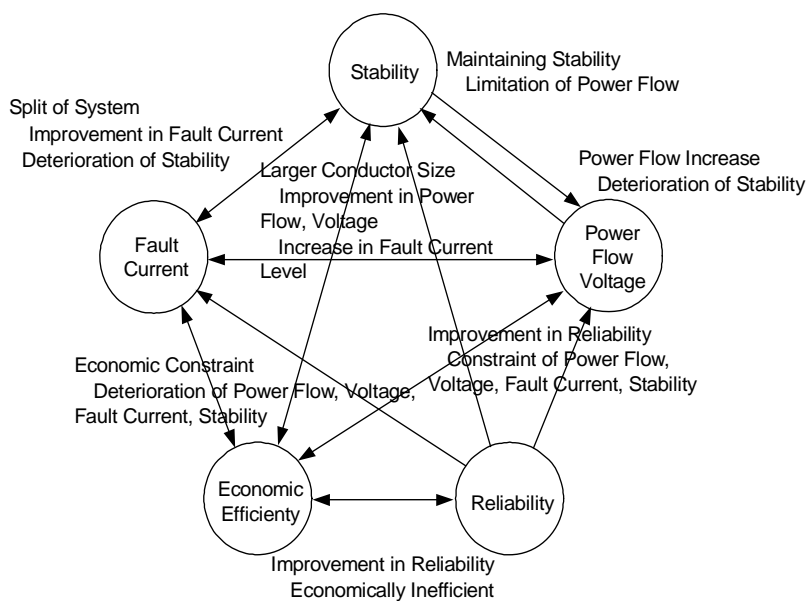 Stability
Maintaining Stability
Limitation of Power Flow
Split of System
Improvement in Fault Current
Deterioration of Stability
Larger Conductor Size
Improvement in Power
Flow, Voltage
Increase in Fault Current
Level
Power Flow Increase
Deterioration of Stability
Fault
Current
Power
Flow
Voltage
Improvement in Reliability
Constraint of Power Flow,
Voltage, Fault Current, Stability
Economic Constraint
Deterioration of Power Flow, Voltage,
Fault Current, Stability
Economic
Efficienty
Reliability
Improvement in Reliability
Economically Inefficient